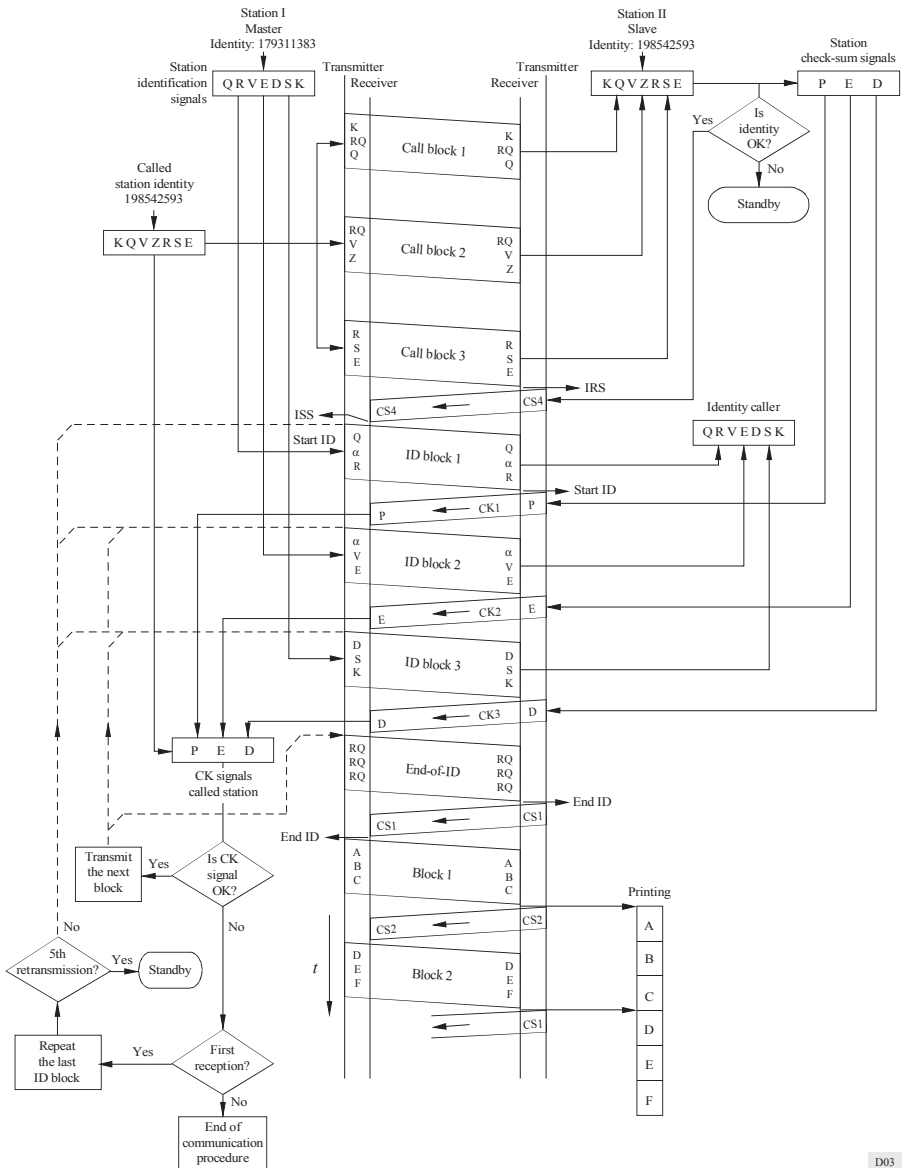 Station I
Master
Identity: 179311383
Station II
Slave
Identity: 198542593
Station
check-sum signals
Station
identification
signals
Q R V E D S K
Transmitter
Receiver
Transmitter
Receiver
K Q V Z R S E
P E D
Yes
Is
identity
OK?
No
Standby
Called
station identity
198542593
K Q V Z R S E
K
RQ
Q
Call block 1
K
RQ
Q
RQ
V
Z
Call block 2
RQ
V
Z
R
S
E
Call block 3
R
S
E
IRS
ISS
CS4
CS4
Identity caller
Q R V E D S K
Start ID
Q
α
R
ID block 1
Q
α
R
Start ID
P
CK1
P
α
V
E
ID block 2
α
V
E
E
CK2
E
D
S
K
ID block 3
D
S
K
D
CK3
D
P E D
CK signals
called station
RQ
RQ
RQ
End-of-ID
RQ
RQ
RQ
End ID
CS1
CS1
End ID
Transmit
the next
block
Yes
Is CK
signal
OK?
No
A
B
C
Block 1
A
B
C
Printing
CS2
CS2
A
B
C
D
E
F
No
5th
retransmission?
Yes
Standby
t
D
E
F
Block 2
D
E
F
CS1
Repeat
the last
ID block
Yes
First
reception?
No
End of
communication
procedure
D03